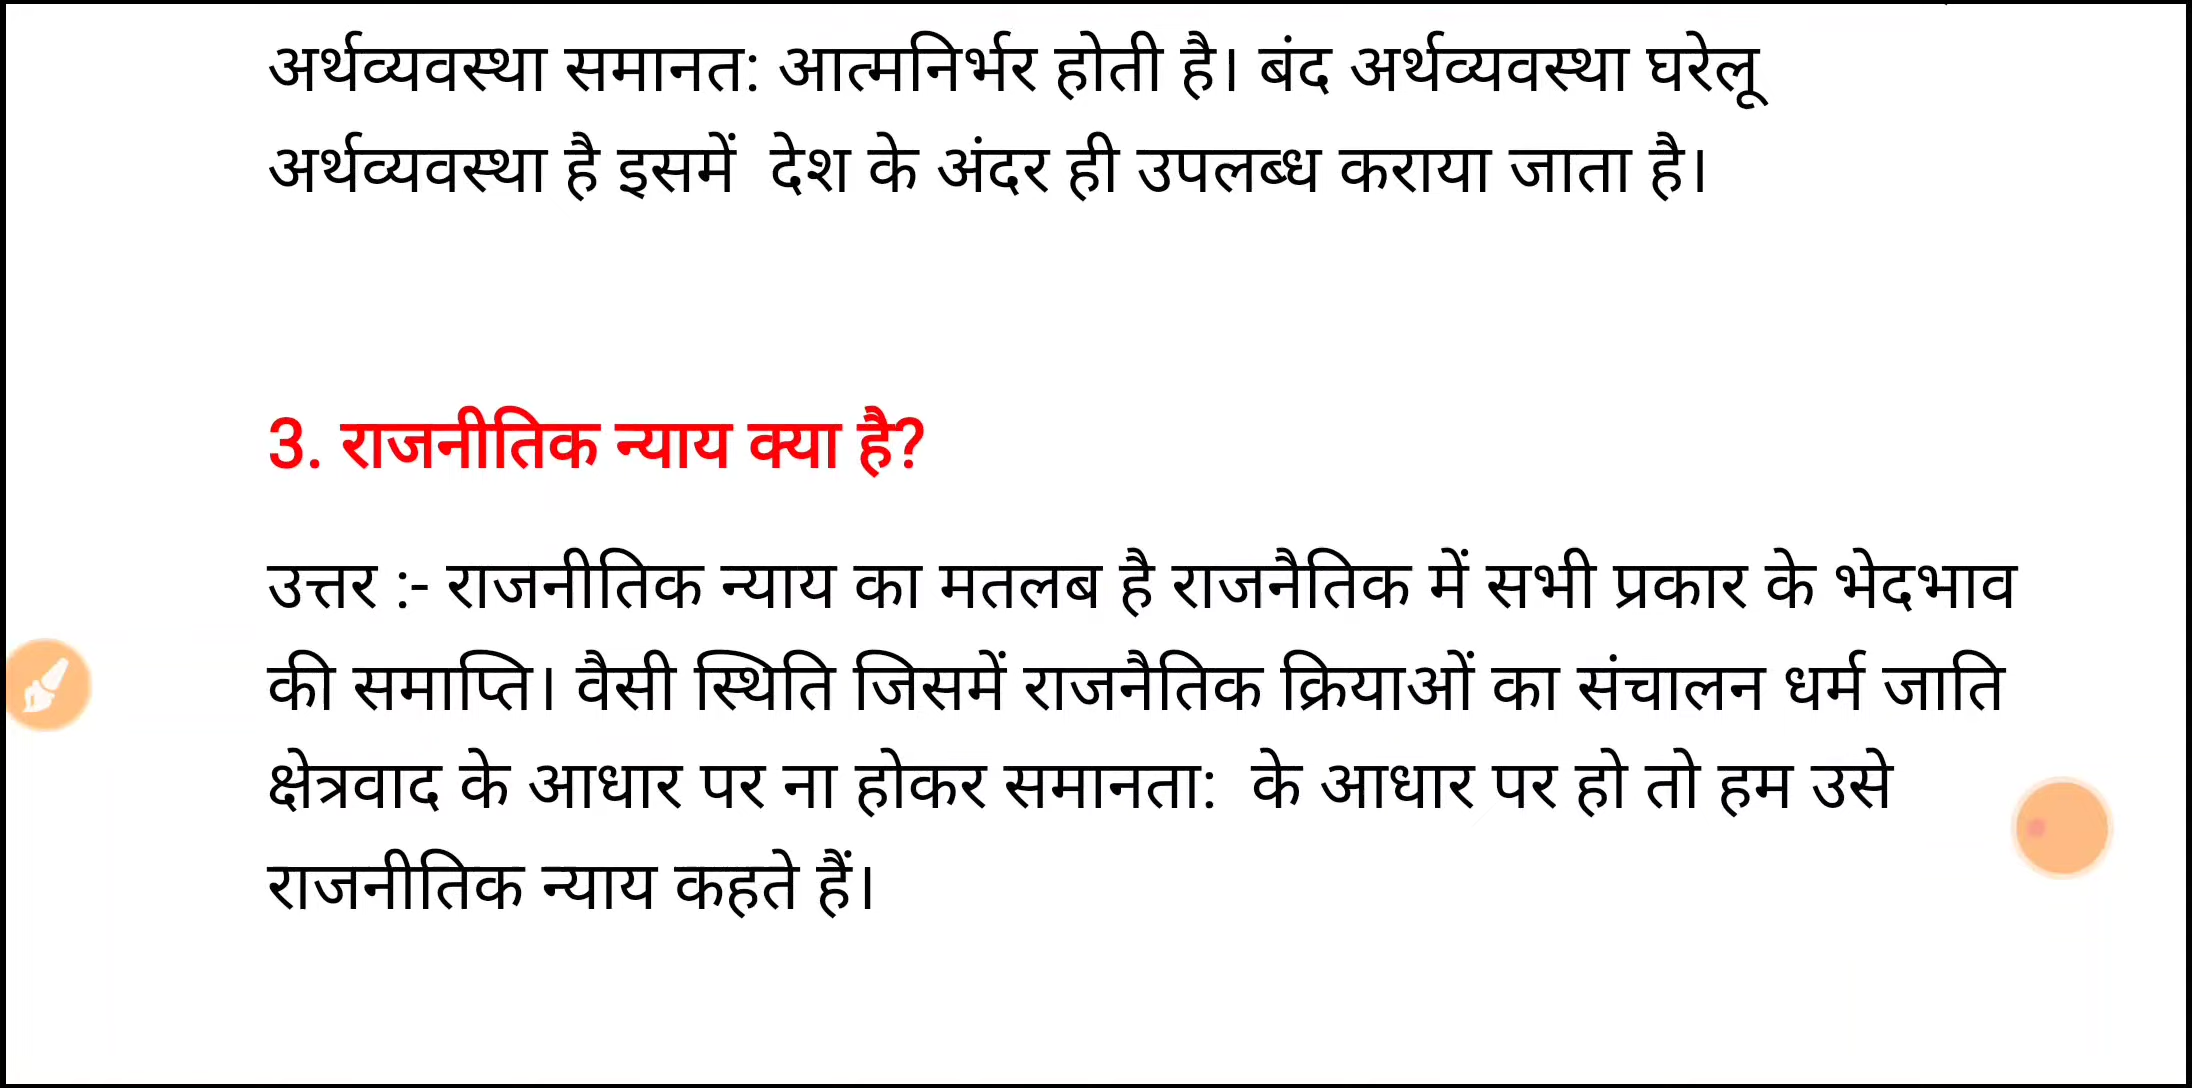 अर्थव्यवस्था समानत: आत्मनिर्भर होती है। बंद अर्थव्यवस्था घरेलू
अर्थव्यवस्था है इसमें देश के अंदर ही उपलब्ध कराया जाता है।
3. राजनीतिक न्याय क्या है?
उत्तर :- राजनीतिक न्याय का मतलब है राजनैतिक में सभी प्रकार के भेदभाव
की समाप्ति। वैसी स्थिति जिसमें राजनैतिक क्रियाओं का संचालन धर्म जाति
क्षेत्रवाद के आधार पर ना होकर समानता: के आधार पर हो तो हम उसे
राजनीतिक न्याय कहते हैं।